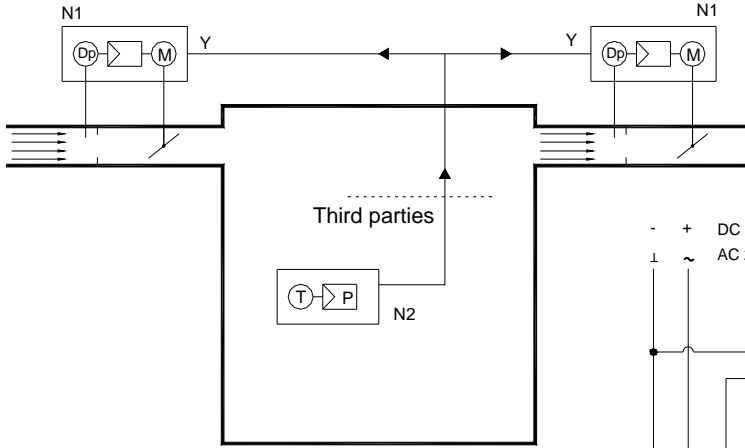 N1
N1
Y
Y
Dp
M
Dp
M
Third parties
- + DC
⊥ ~ AC
T
P
N2